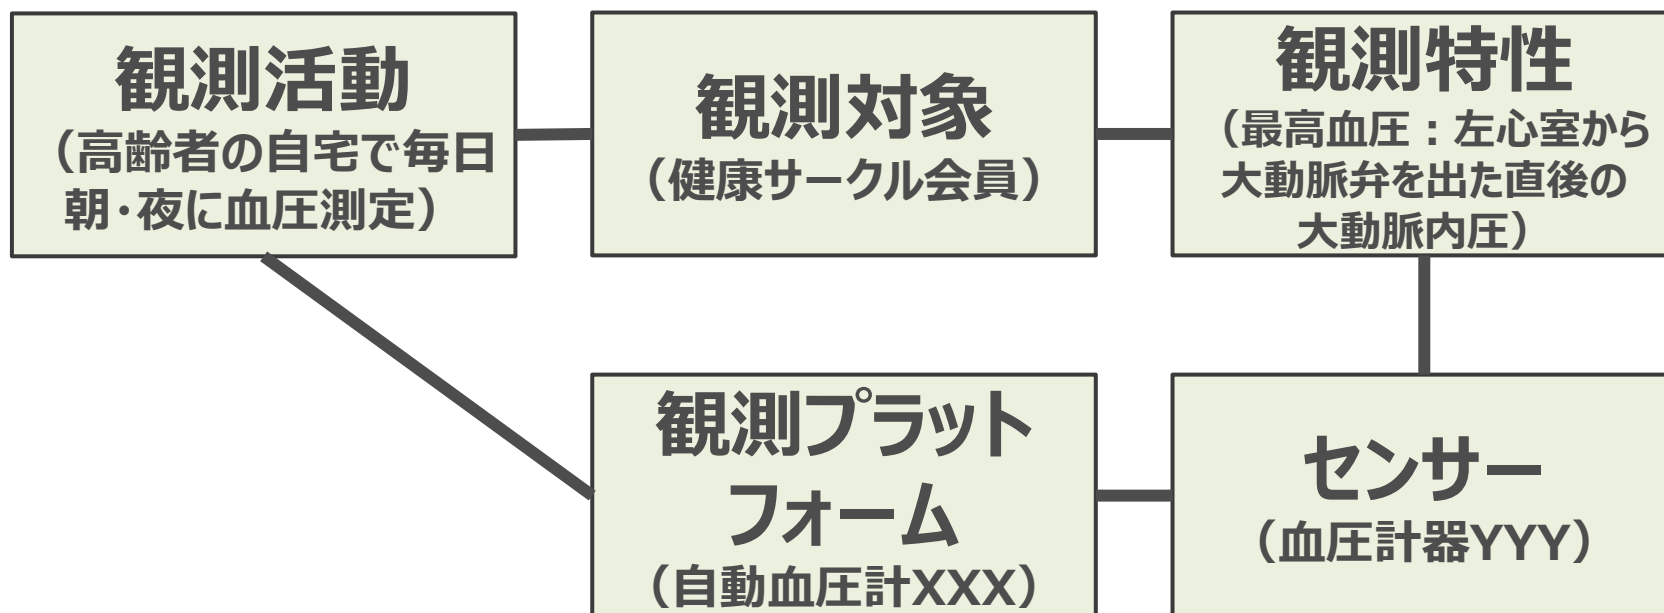 観測活動
（高齢者の自宅で毎日
朝・夜に血圧測定）
観測対象
（健康サークル会員）
観測特性
（最高血圧：左心室から
大動脈弁を出た直後の
大動脈内圧）
観測プラット
フォーム
（自動血圧計XXX）
センサー
（血圧計器YYY）